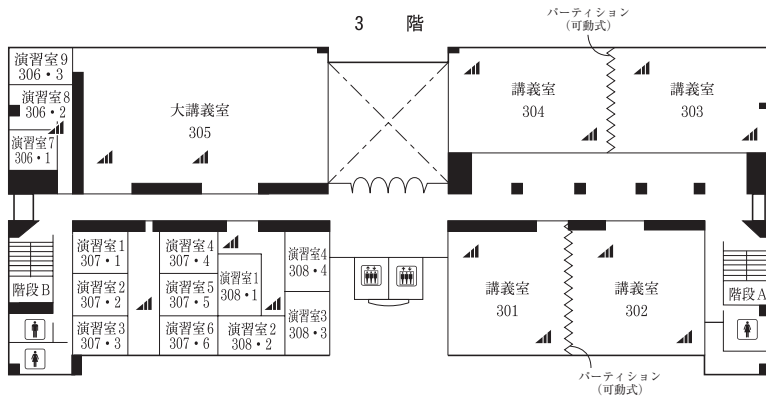 3 階
パーティション
(可動式)
演習室9
306・3
演習室8
306・2
演習室7
306・1
大講義室
305
講義室
304
講義室
303
演習室1
307・1
演習室2
307・2
演習室3
307・3
演習室4
307・4
演習室5
307・5
演習室6
307・6
演習室1
308・1
演習室2
308・2
演習室4
308・4
演習室3
308・3
講義室
301
講義室
302
階段B
階段A
パーティション
(可動式)